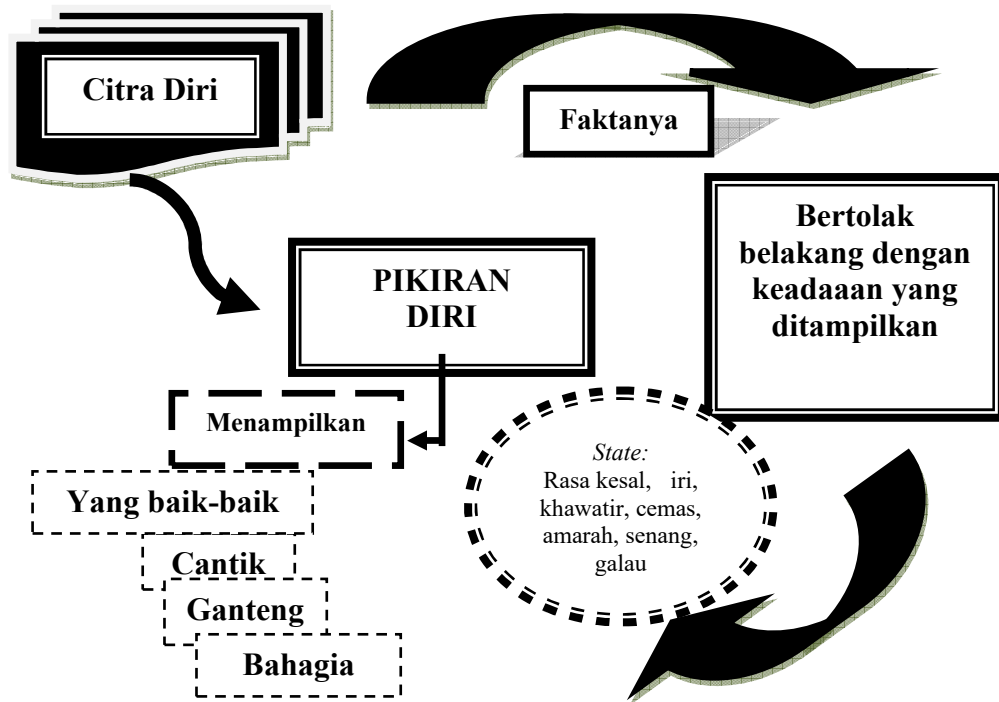 Citra Diri
Faktanya
Bertolak
belakang dengan
keadaaan yang
ditampilkan
PIKIRAN
DIRI
Menampilkan
Yang baik-baik
Cantik
Ganteng
Bahagia
State:
Rasa kesal, iri,
khawatir, cemas,
amarah, senang,
galau